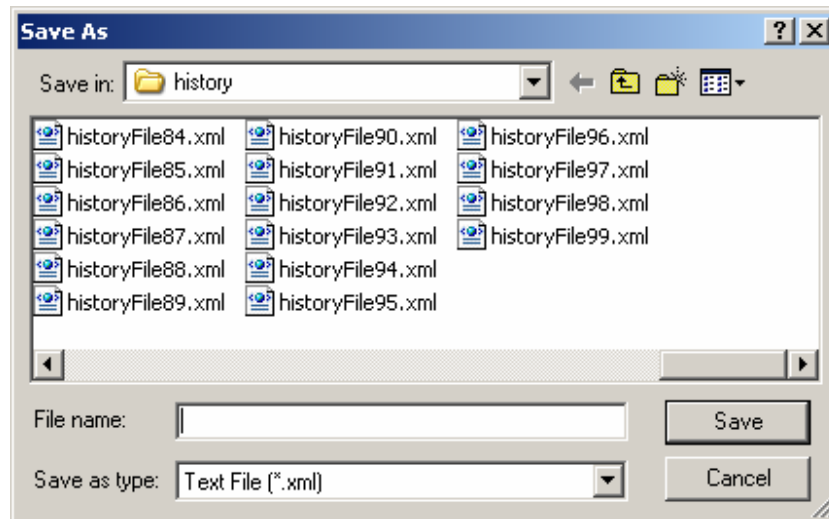 Save As
Save in: history
historyFile84.xml historyFile90.xml historyFile96.xml
historyFile85.xml historyFile91.xml historyFile97.xml
historyFile86.xml historyFile92.xml historyFile98.xml
historyFile87.xml historyFile93.xml historyFile99.xml
historyFile88.xml historyFile94.xml
historyFile89.xml historyFile95.xml
File name: Save
Save as type: Text File (*.xml) Cancel